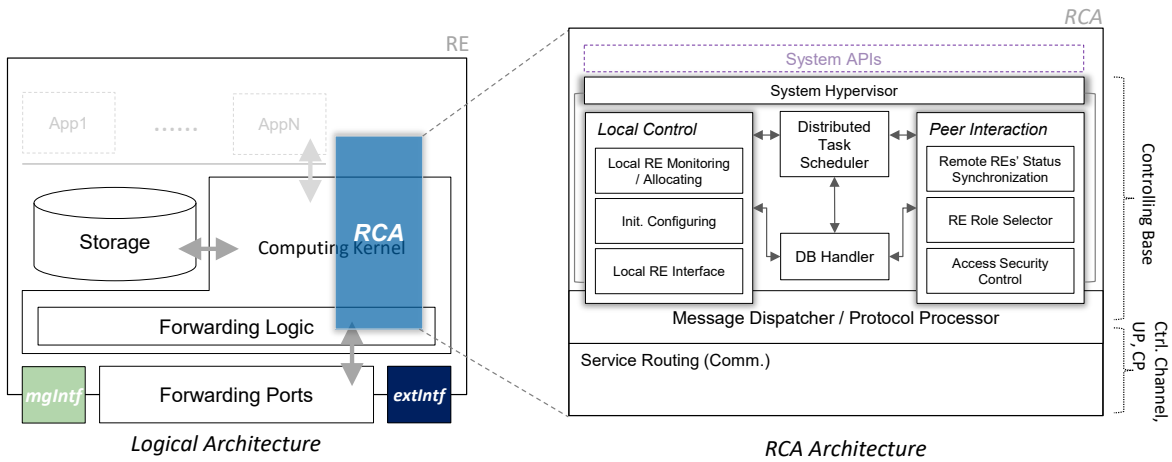 RE
App1
......
AppN
Storage
Computing Kernel
RCA
Forwarding Logic
mgIntf
Forwarding Ports
extIntf
Logical Architecture
RCA
System APIs
System Hypervisor
Local Control
Local RE Monitoring
/ Allocating
Init. Configuring
Local RE Interface
Distributed
Task
Scheduler
DB Handler
Peer Interaction
Remote REs' Status
Synchronization
RE Role Selector
Access Security
Control
Message Dispatcher / Protocol Processor
Service Routing (Comm.)
Controlling Base
Ctrl. Channel,
UP, CP
RCA Architecture